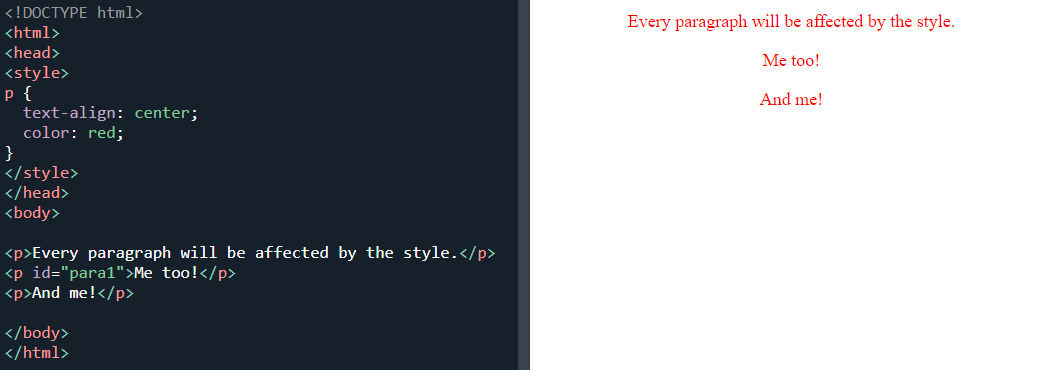 <!DOCTYPE html>
<html>
<head>
<style>
p {
  text-align: center;
  color: red;
}
</style>
</head>
<body>

<p>Every paragraph will be affected by the style.</p>
<p id="para1">Me too!</p>
<p>And me!</p>

</body>
</html>
Every paragraph will be affected by the style.
Me too!
And me!